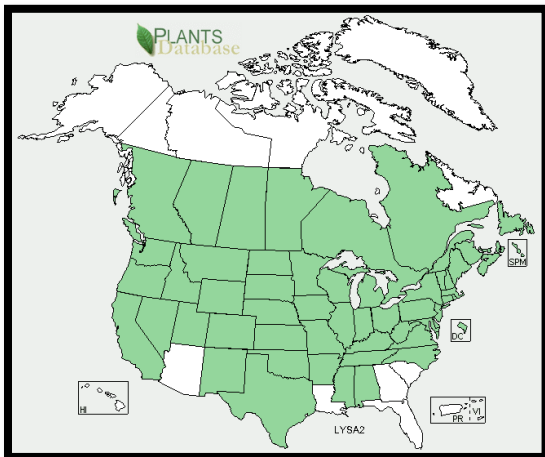 PLANTS
Database
SPM
DC
HI
PR
VI
LYSA2